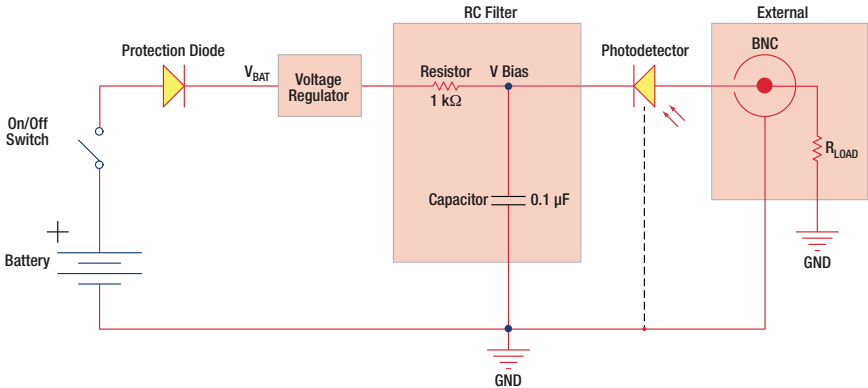 RC Filter
External
Protection Diode
Photodetector
BNC
V_BAT
Voltage
Regulator
Resistor
1 kΩ
V Bias
On/Off
Switch
R_LOAD
Capacitor
0.1 µF
+
Battery
GND
GND